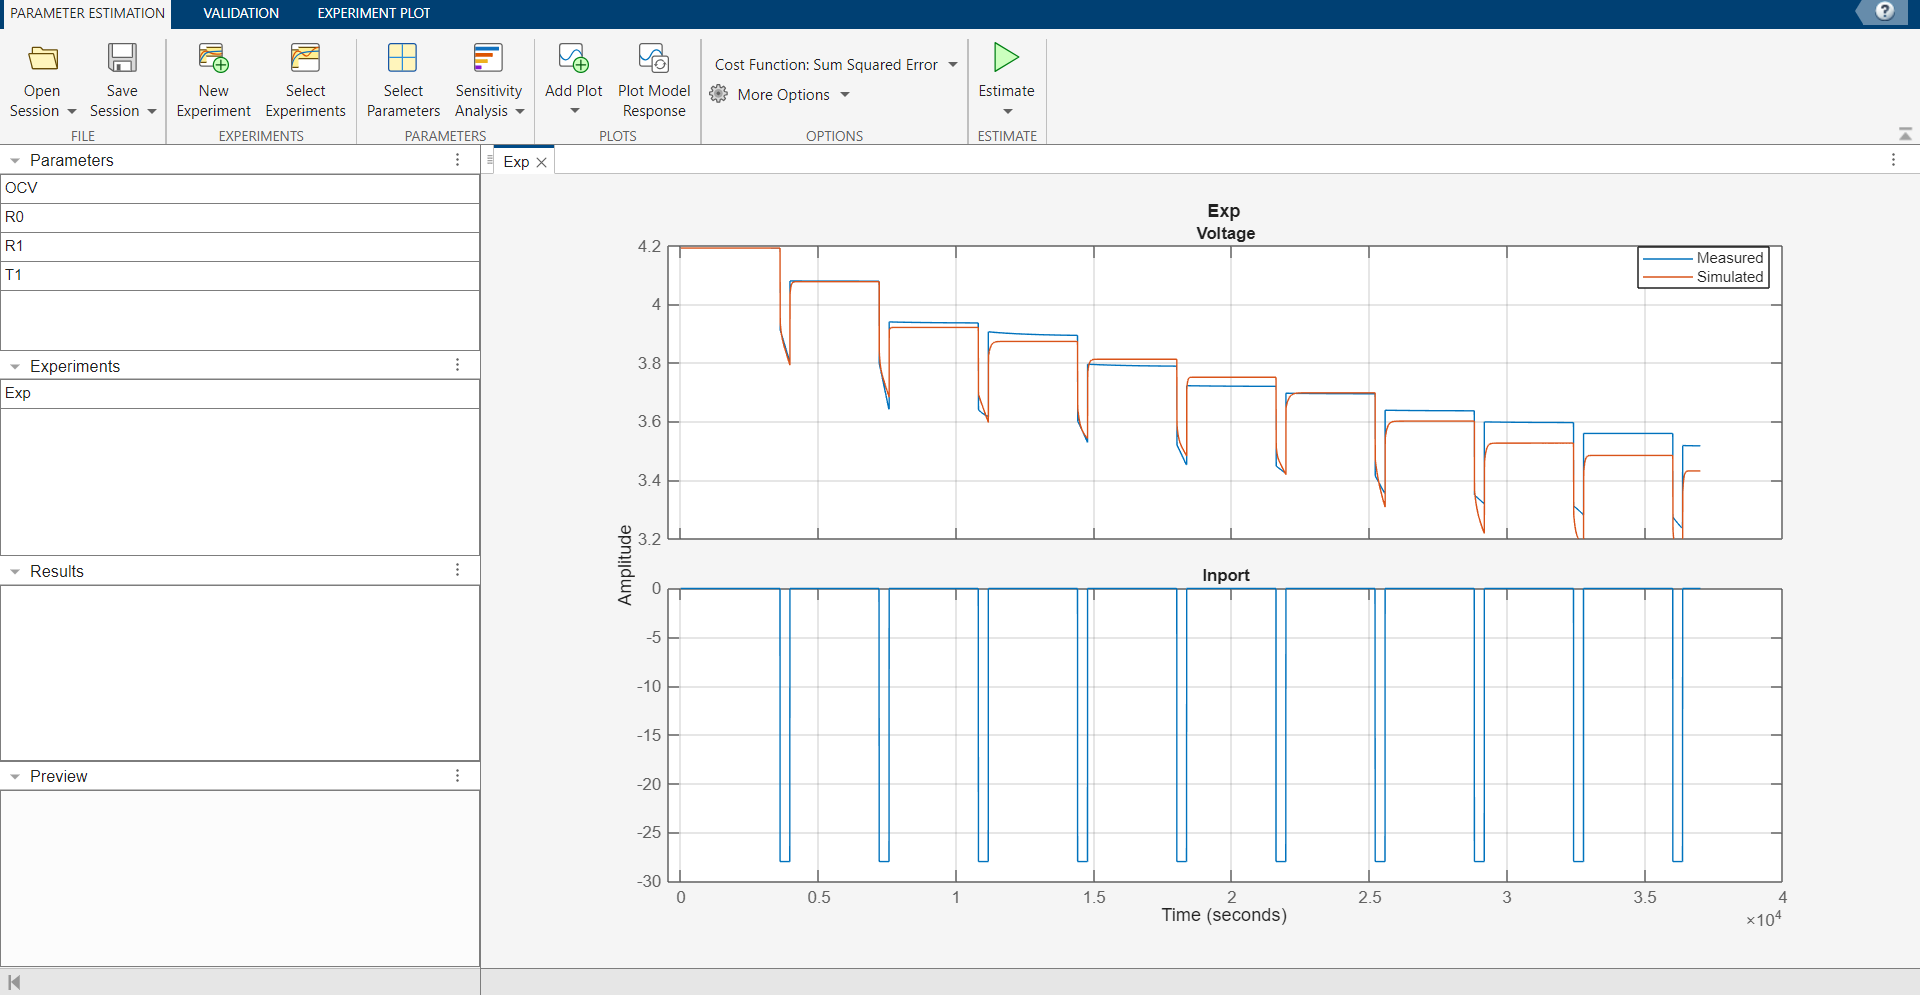 PARAMETER ESTIMATION VALIDATION EXPERIMENT PLOT
?
Open Session
Save Session
FILE
New Experiment
Select Experiments
EXPERIMENTS
Select Parameters
Sensitivity Analysis
PARAMETERS
Add Plot
Plot Model Response
PLOTS
Cost Function: Sum Squared Error
More Options
OPTIONS
Estimate
ESTIMATE
Parameters
OCV
R0
R1
T1
Experiments
Exp
Results
Preview
Exp
Exp
Voltage
Measured
Simulated
4.2
4
3.8
3.6
3.4
3.2
Amplitude
Inport
0
-5
-10
-15
-20
-25
-30
0 0.5 1 1.5 2 2.5 3 3.5 4
Time (seconds)
×10⁴